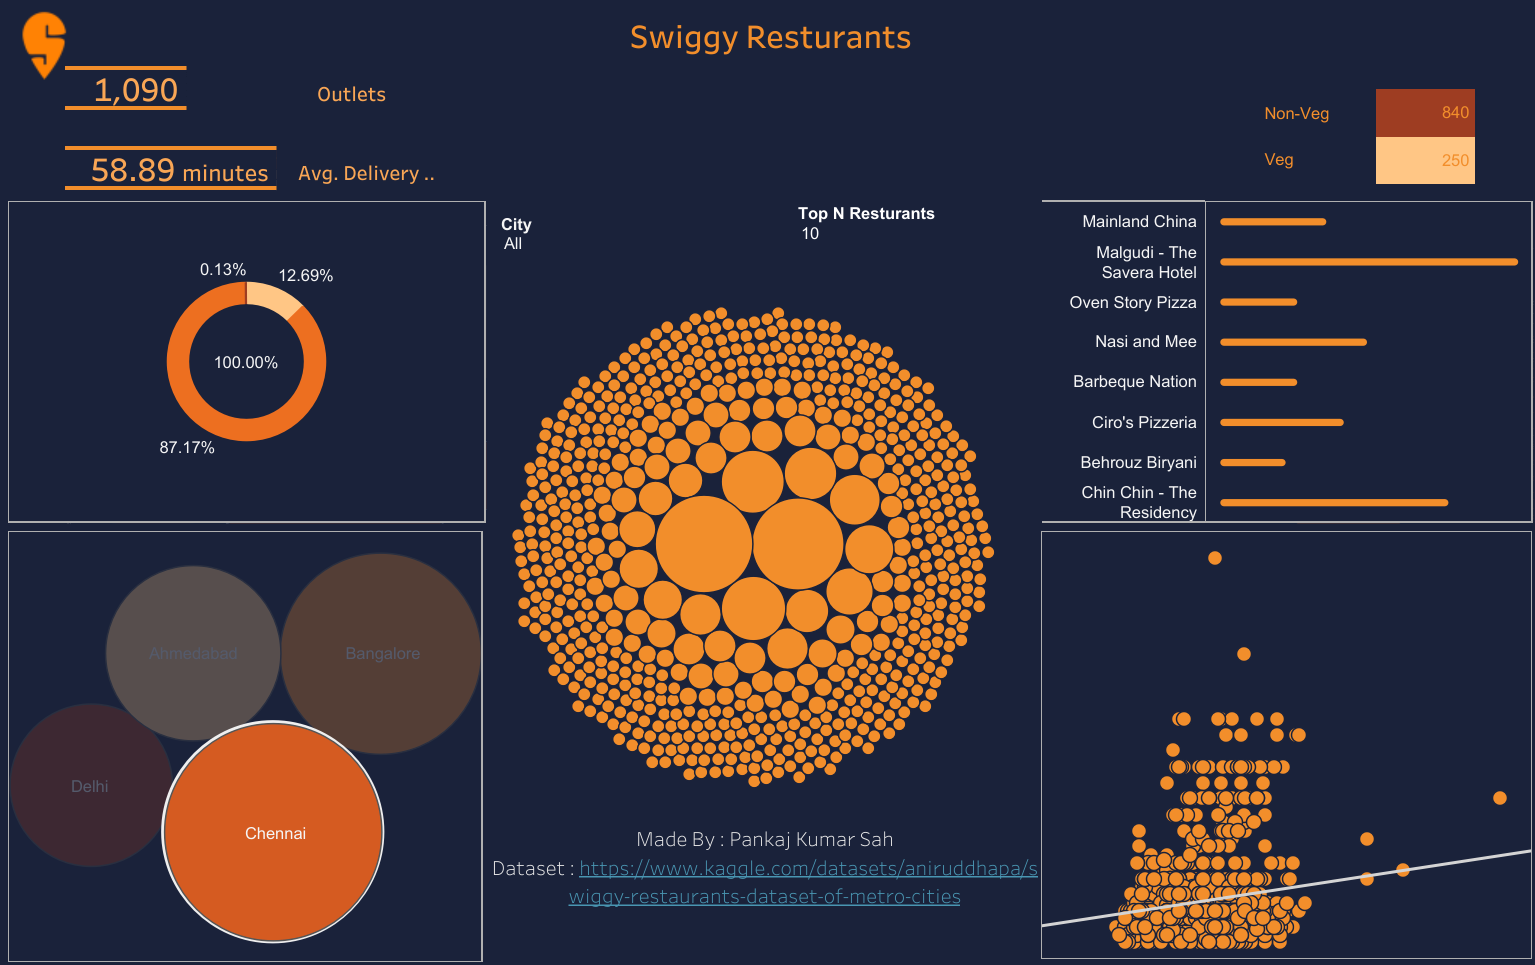 Swiggy Resturants
1,090
Outlets
58.89 minutes
Avg. Delivery ..
Non-Veg
840
Veg
250
0.13%
12.69%
100.00%
87.17%
City
All
Top N Resturants
10
Mainland China
Malgudi - The
Savera Hotel
Oven Story Pizza
Nasi and Mee
Barbeque Nation
Ciro's Pizzeria
Behrouz Biryani
Chin Chin - The
Residency
Ahmedabad
Bangalore
Delhi
Chennai
Made By : Pankaj Kumar Sah
Dataset : https://www.kaggle.com/datasets/aniruddhapa/s
wiggy-restaurants-dataset-of-metro-cities